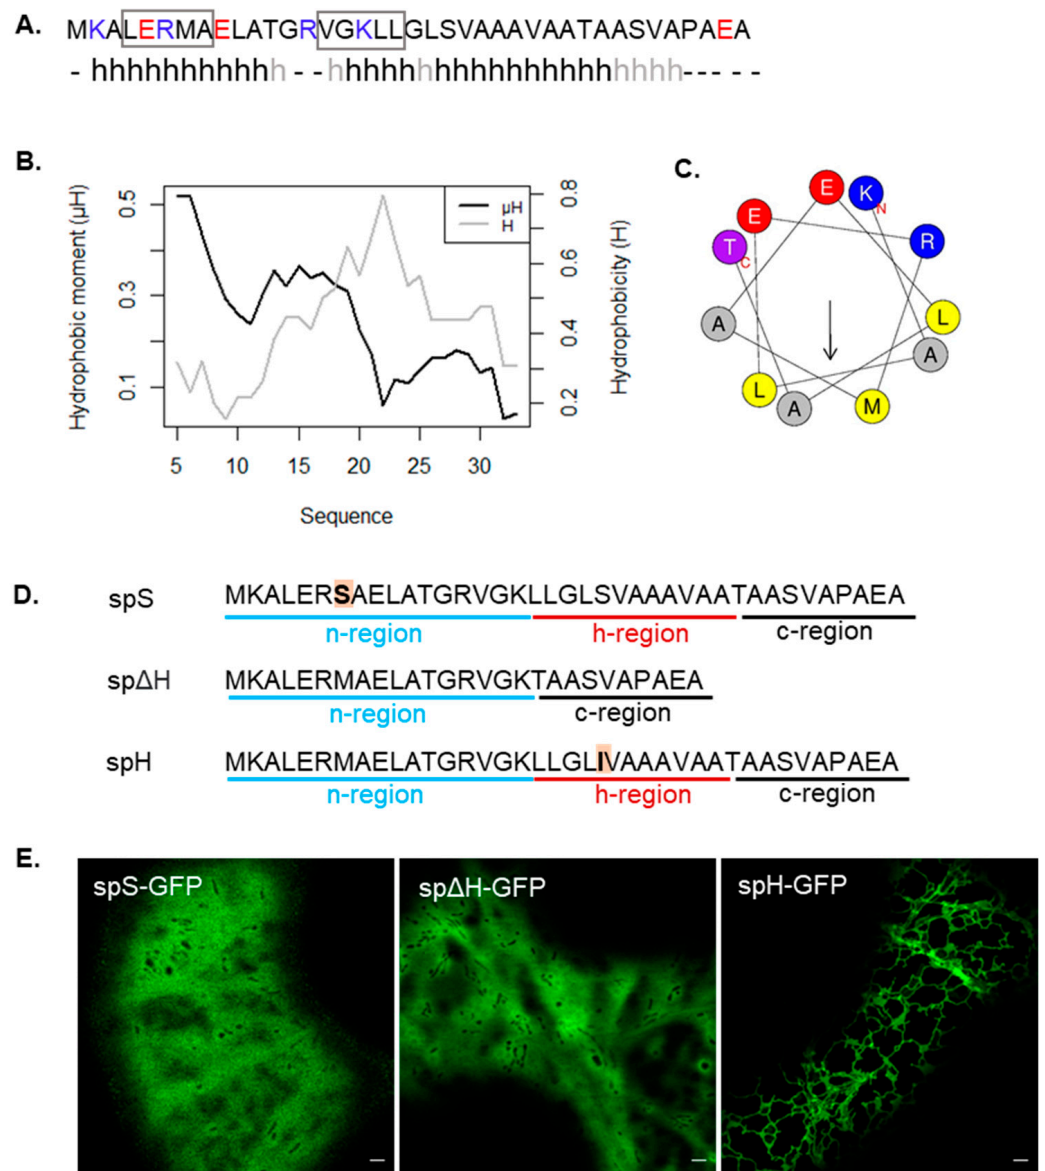 A. MKALERMAELATGRVGKLLGLSVAAAVAATAASVAPAEA
- hhhhhhhhhhh - - hhhhhhhhhhhhhhhhhhhh- - - - -
B.
Hydrophobic moment (µH)
0.5
0.3
0.1
µH
H
0.8
0.6
0.4
0.2
Hydrophobicity (H)
5 10 15 20 25 30
Sequence
C.
E
K
N
E
R
T
C
A
L
A
L
A
M
D.
spS MKALERSAELATGRVGKLLGLSVAAAVAATAASVAPAEA
n-region h-region c-region
spΔH MKALERMAELATGRVGKTAASVAPAEA
n-region c-region
spH MKALERMAELATGRVGKLLGLIVAAAVAATAASVAPAEA
n-region h-region c-region
E.
spS-GFP spΔH-GFP spH-GFP